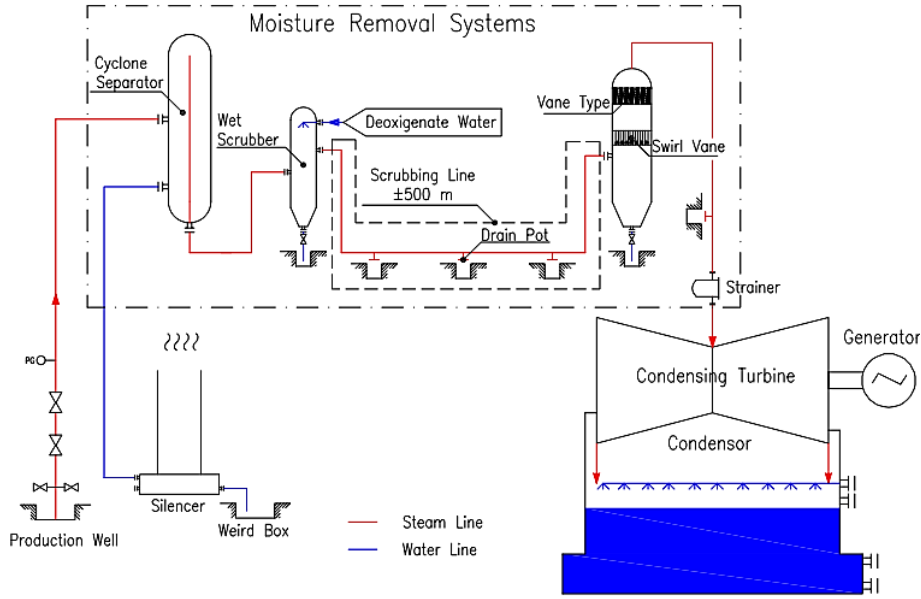 Moisture Removal Systems
Cyclone
Separator
Wet
Scrubber
Deoxigenate Water
Vane Type
Swirl Vane
Scrubbing Line
±500 m
Drain Pot
Strainer
PG
Generator
Condensing Turbine
Condensor
Silencer
Weird Box
Production Well
Steam Line
Water Line